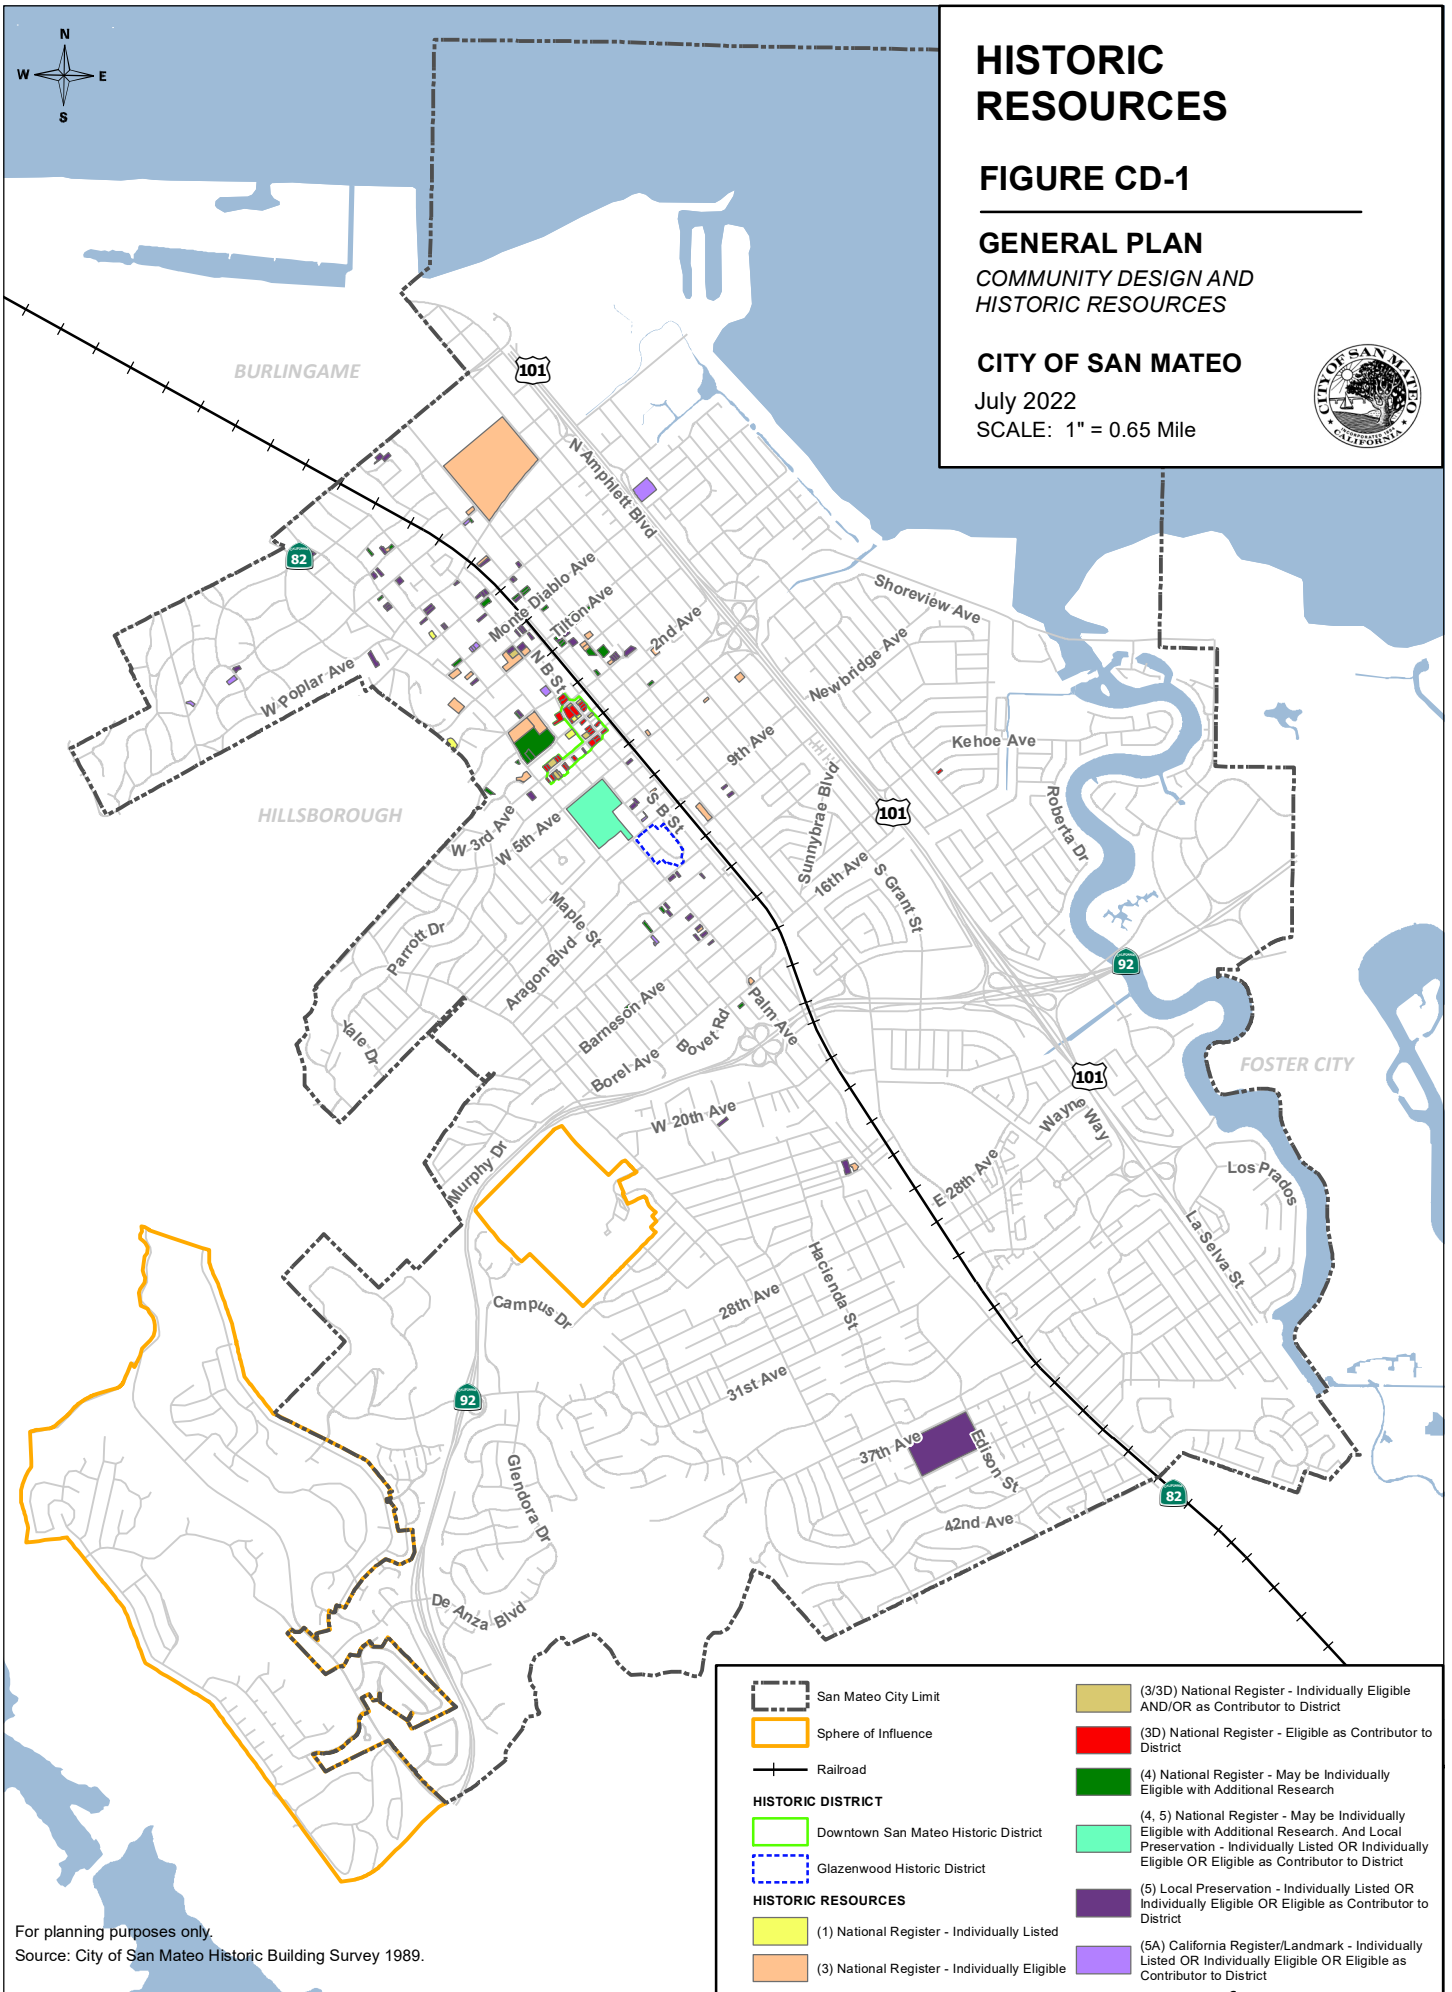 N
W E
S
HISTORIC
RESOURCES
FIGURE CD-1
GENERAL PLAN
COMMUNITY DESIGN AND
HISTORIC RESOURCES
CITY OF SAN MATEO
July 2022
SCALE: 1" = 0.65 Mile
CITY OF SAN MATEO
INCORPORATED 1894
CALIFORNIA
BURLINGAME
101
N Amphlett Blvd
CALIFORNIA
82
Monte Diablo Ave
Tilton Ave
2nd Ave
Shoreview Ave
Newbridge Ave
N B St
W Poplar Ave
9th Ave
Kehoe Ave
HILLSBOROUGH
W 3rd Ave
W 5th Ave
S B St
Sunnybrae Blvd
101
Roberta Dr
16th Ave
S Grant St
Maple St
Parrott Dr
Aragon Blvd
92
Barneson Ave
Palm Ave
Bovet Rd
Yale Dr
Borel Ave
101
FOSTER CITY
W 20th Ave
Wayne Way
Murphy Dr
E 28th Ave
Los Prados
La Selva St
Hacienda St
Campus Dr
28th Ave
31st Ave
92
37th Ave
Edison St
Glendora Dr
82
42nd Ave
De Anza Blvd
San Mateo City Limit
Sphere of Influence
Railroad
HISTORIC DISTRICT
Downtown San Mateo Historic District
Glazenwood Historic District
HISTORIC RESOURCES
(1) National Register - Individually Listed
(3) National Register - Individually Eligible
(3/3D) National Register - Individually Eligible
AND/OR as Contributor to District
(3D) National Register - Eligible as Contributor to
District
(4) National Register - May be Individually
Eligible with Additional Research
(4, 5) National Register - May be Individually
Eligible with Additional Research. And Local
Preservation - Individually Listed OR Individually
Eligible OR Eligible as Contributor to District
(5) Local Preservation - Individually Listed OR
Individually Eligible OR Eligible as Contributor to
District
(5A) California Register/Landmark - Individually
Listed OR Individually Eligible OR Eligible as
Contributor to District
For planning purposes only.
Source: City of San Mateo Historic Building Survey 1989.